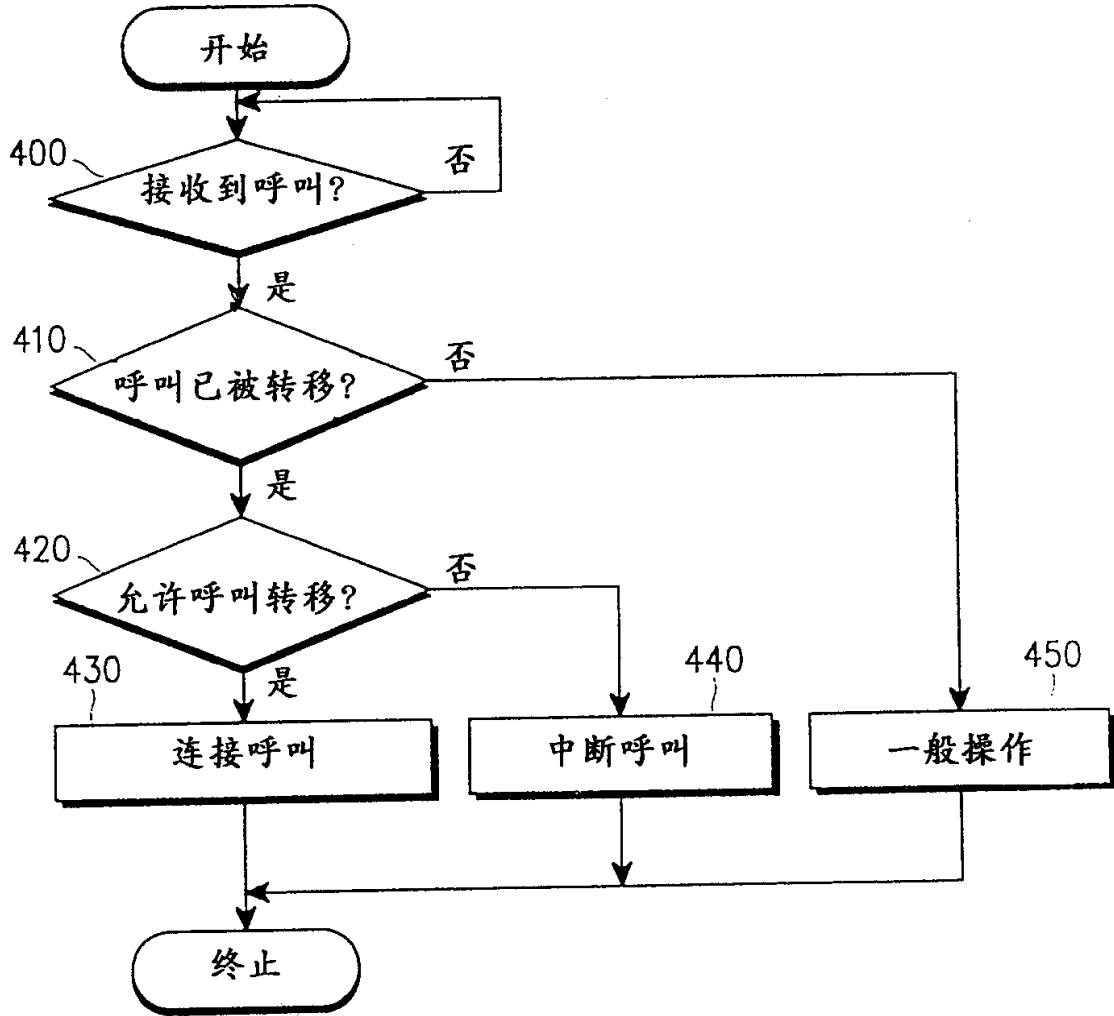 开始
400
接收到呼叫?
否
是
410
呼叫已被转移?
否
是
420
允许呼叫转移?
否
是
430
连接呼叫
440
中断呼叫
450
一般操作
终止